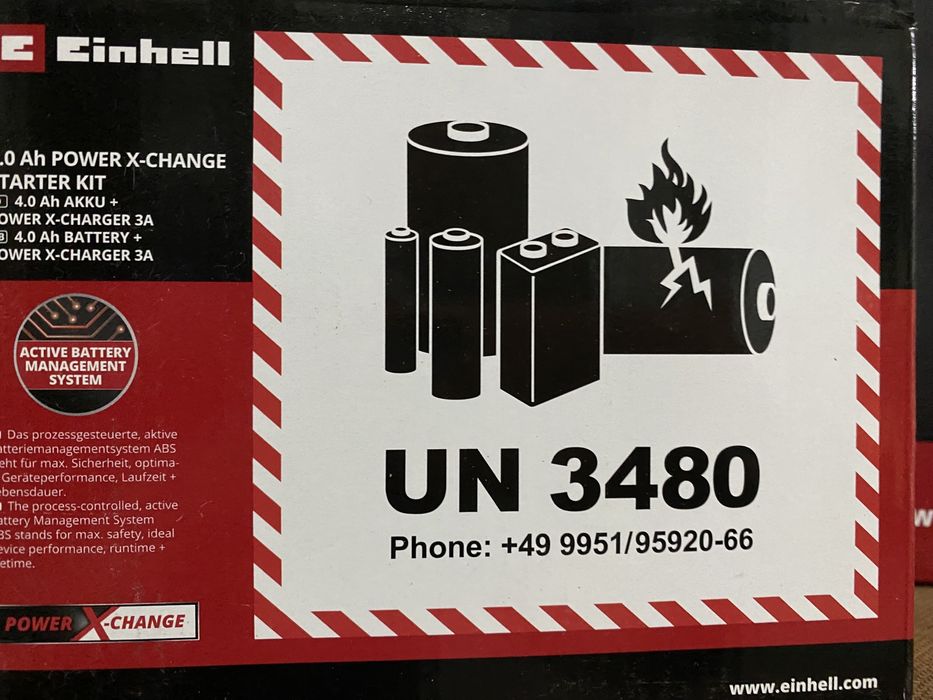 Einhell
.0 Ah POWER X-CHANGE
TARTER KIT
4.0 Ah AKKU +
OWER X-CHARGER 3A
4.0 Ah BATTERY +
OWER X-CHARGER 3A
ACTIVE BATTERY
MANAGEMENT
SYSTEM
Das prozessgesteuerte, aktive
atteriemanagementsystem ABS
eht für max. Sicherheit, optima-
Geräteperformance, Laufzeit +
ebensdauer.
The process-controlled, active
attery Management System
BS stands for max. safety, ideal
evice performance, runtime +
etime.
POWER X-CHANGE
UN 3480
Phone: +49 9951/95920-66
www.einhell.com
w